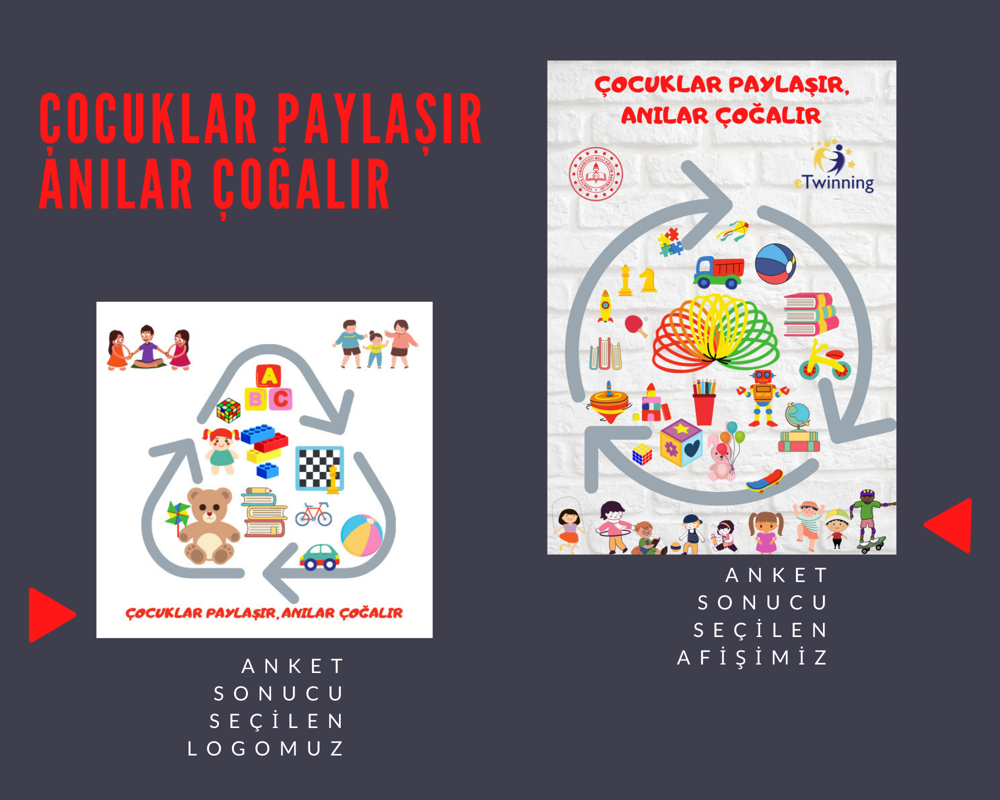 ÇOCUKLAR PAYLAŞIR
ANILAR ÇOĞALIR
A
B C
ÇOCUKLAR PAYLAŞIR, ANILAR ÇOĞALIR
ANKET
SONUCU
SEÇİLEN
LOGOMUZ
ÇOCUKLAR PAYLAŞIR,
ANILAR ÇOĞALIR
TÜRKİYE CUMHURİYETİ MİLLİ EĞİTİM BAKANLIĞI
eTwinning
ANKET
SONUCU
SEÇİLEN
AFİŞİMİZ